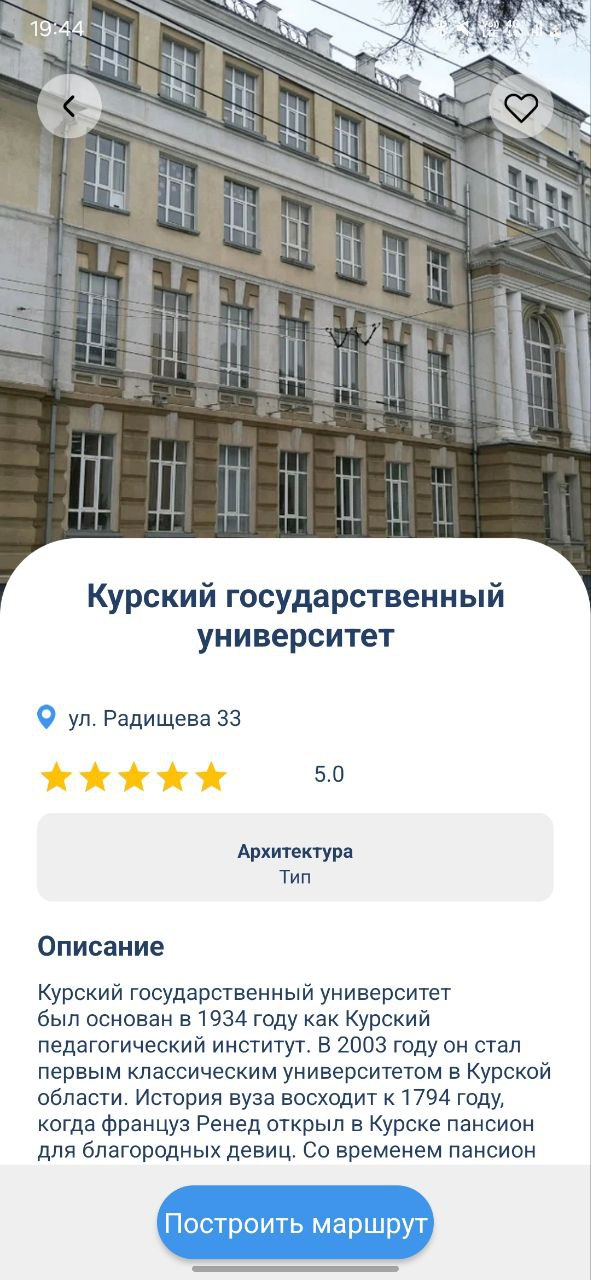 19:44
Курский государственный
университет
ул. Радищева 33
5.0
Архитектура
Тип
Описание
Курский государственный университет
был основан в 1934 году как Курский
педагогический институт. В 2003 году он стал
первым классическим университетом в Курской
области. История вуза восходит к 1794 году,
когда француз Ренед открыл в Курске пансион
для благородных девиц. Со временем пансион
Построить маршрут